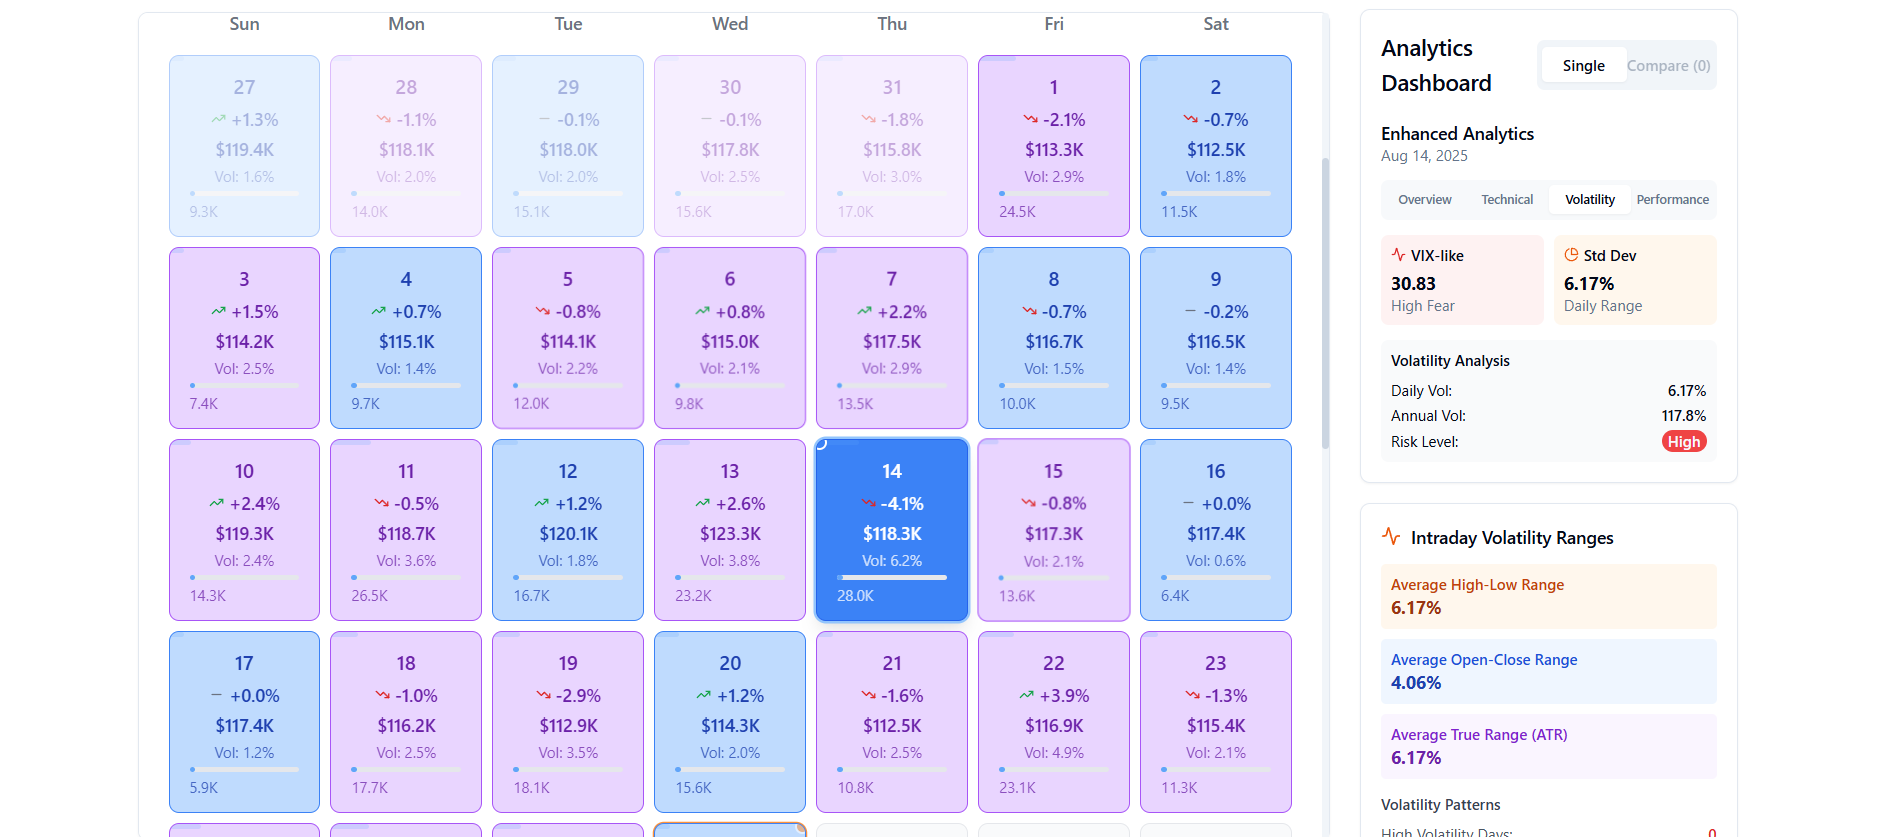 Sun Mon Tue Wed Thu Fri Sat
27 28 29 30 31 1 2
+1.3% -1.1% -0.1% -0.1% -1.8% -2.1% -0.7%
$119.4K $118.1K $118.0K $117.8K $115.8K $113.3K $112.5K
Vol: 1.6% Vol: 2.0% Vol: 2.0% Vol: 2.5% Vol: 3.0% Vol: 2.9% Vol: 1.8%
9.3K 14.0K 15.1K 15.6K 17.0K 24.5K 11.5K
3 4 5 6 7 8 9
+1.5% +0.7% -0.8% +0.8% +2.2% -0.7% -0.2%
$114.2K $115.1K $114.1K $115.0K $117.5K $116.7K $116.5K
Vol: 2.5% Vol: 1.4% Vol: 2.2% Vol: 2.1% Vol: 2.9% Vol: 1.5% Vol: 1.4%
7.4K 9.7K 12.0K 9.8K 13.5K 10.0K 9.5K
10 11 12 13 14 15 16
+2.4% -0.5% +1.2% +2.6% -4.1% -0.8% +0.0%
$119.3K $118.7K $120.1K $123.3K $118.3K $117.3K $117.4K
Vol: 2.4% Vol: 3.6% Vol: 1.8% Vol: 3.8% Vol: 6.2% Vol: 2.1% Vol: 0.6%
14.3K 26.5K 16.7K 23.2K 28.0K 13.6K 6.4K
17 18 19 20 21 22 23
+0.0% -1.0% -2.9% +1.2% -1.6% +3.9% -1.3%
$117.4K $116.2K $112.9K $114.3K $112.5K $116.9K $115.4K
Vol: 1.2% Vol: 2.5% Vol: 3.5% Vol: 2.0% Vol: 2.5% Vol: 4.9% Vol: 2.1%
5.9K 17.7K 18.1K 15.6K 10.8K 23.1K 11.3K
Analytics
Dashboard
Single Compare (0)
Enhanced Analytics
Aug 14, 2025
Overview Technical Volatility Performance
VIX-like
30.83
High Fear
Std Dev
6.17%
Daily Range
Volatility Analysis
Daily Vol: 6.17%
Annual Vol: 117.8%
Risk Level: High
Intraday Volatility Ranges
Average High-Low Range
6.17%
Average Open-Close Range
4.06%
Average True Range (ATR)
6.17%
Volatility Patterns
High Volatility Days: 0